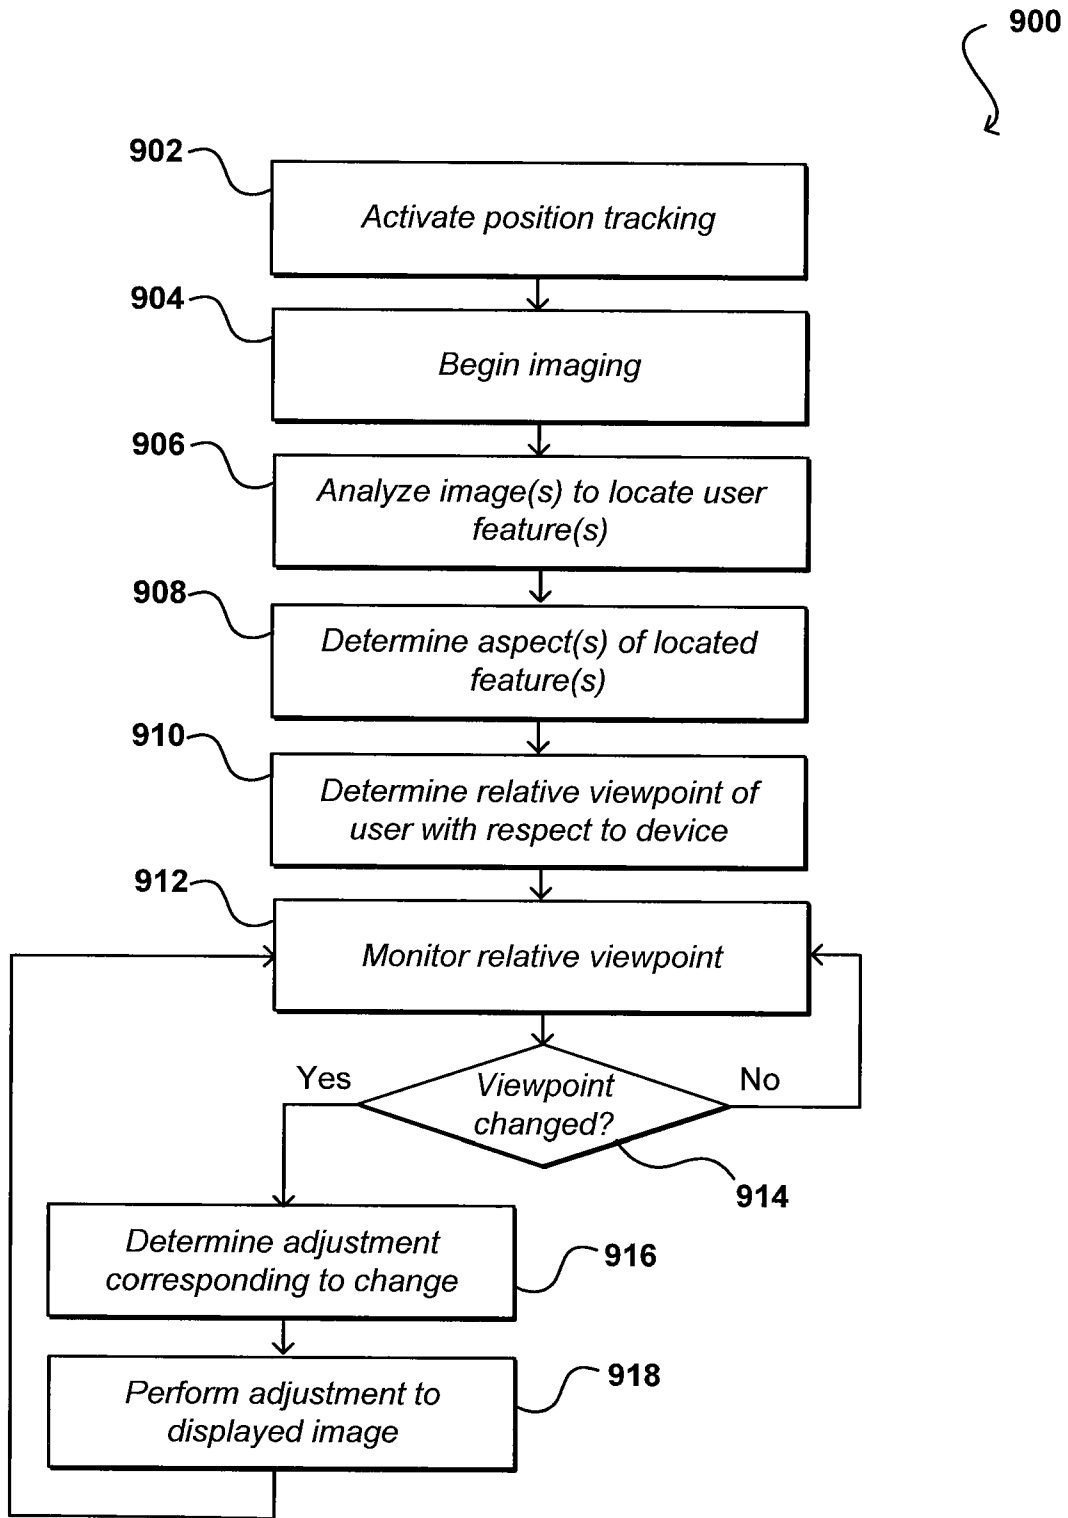 900
902
Activate position tracking
904
Begin imaging
906
Analyze image(s) to locate user
feature(s)
908
Determine aspect(s) of located
feature(s)
910
Determine relative viewpoint of
user with respect to device
912
Monitor relative viewpoint
Yes
Viewpoint
changed?
No
914
Determine adjustment
corresponding to change
916
Perform adjustment to
displayed image
918